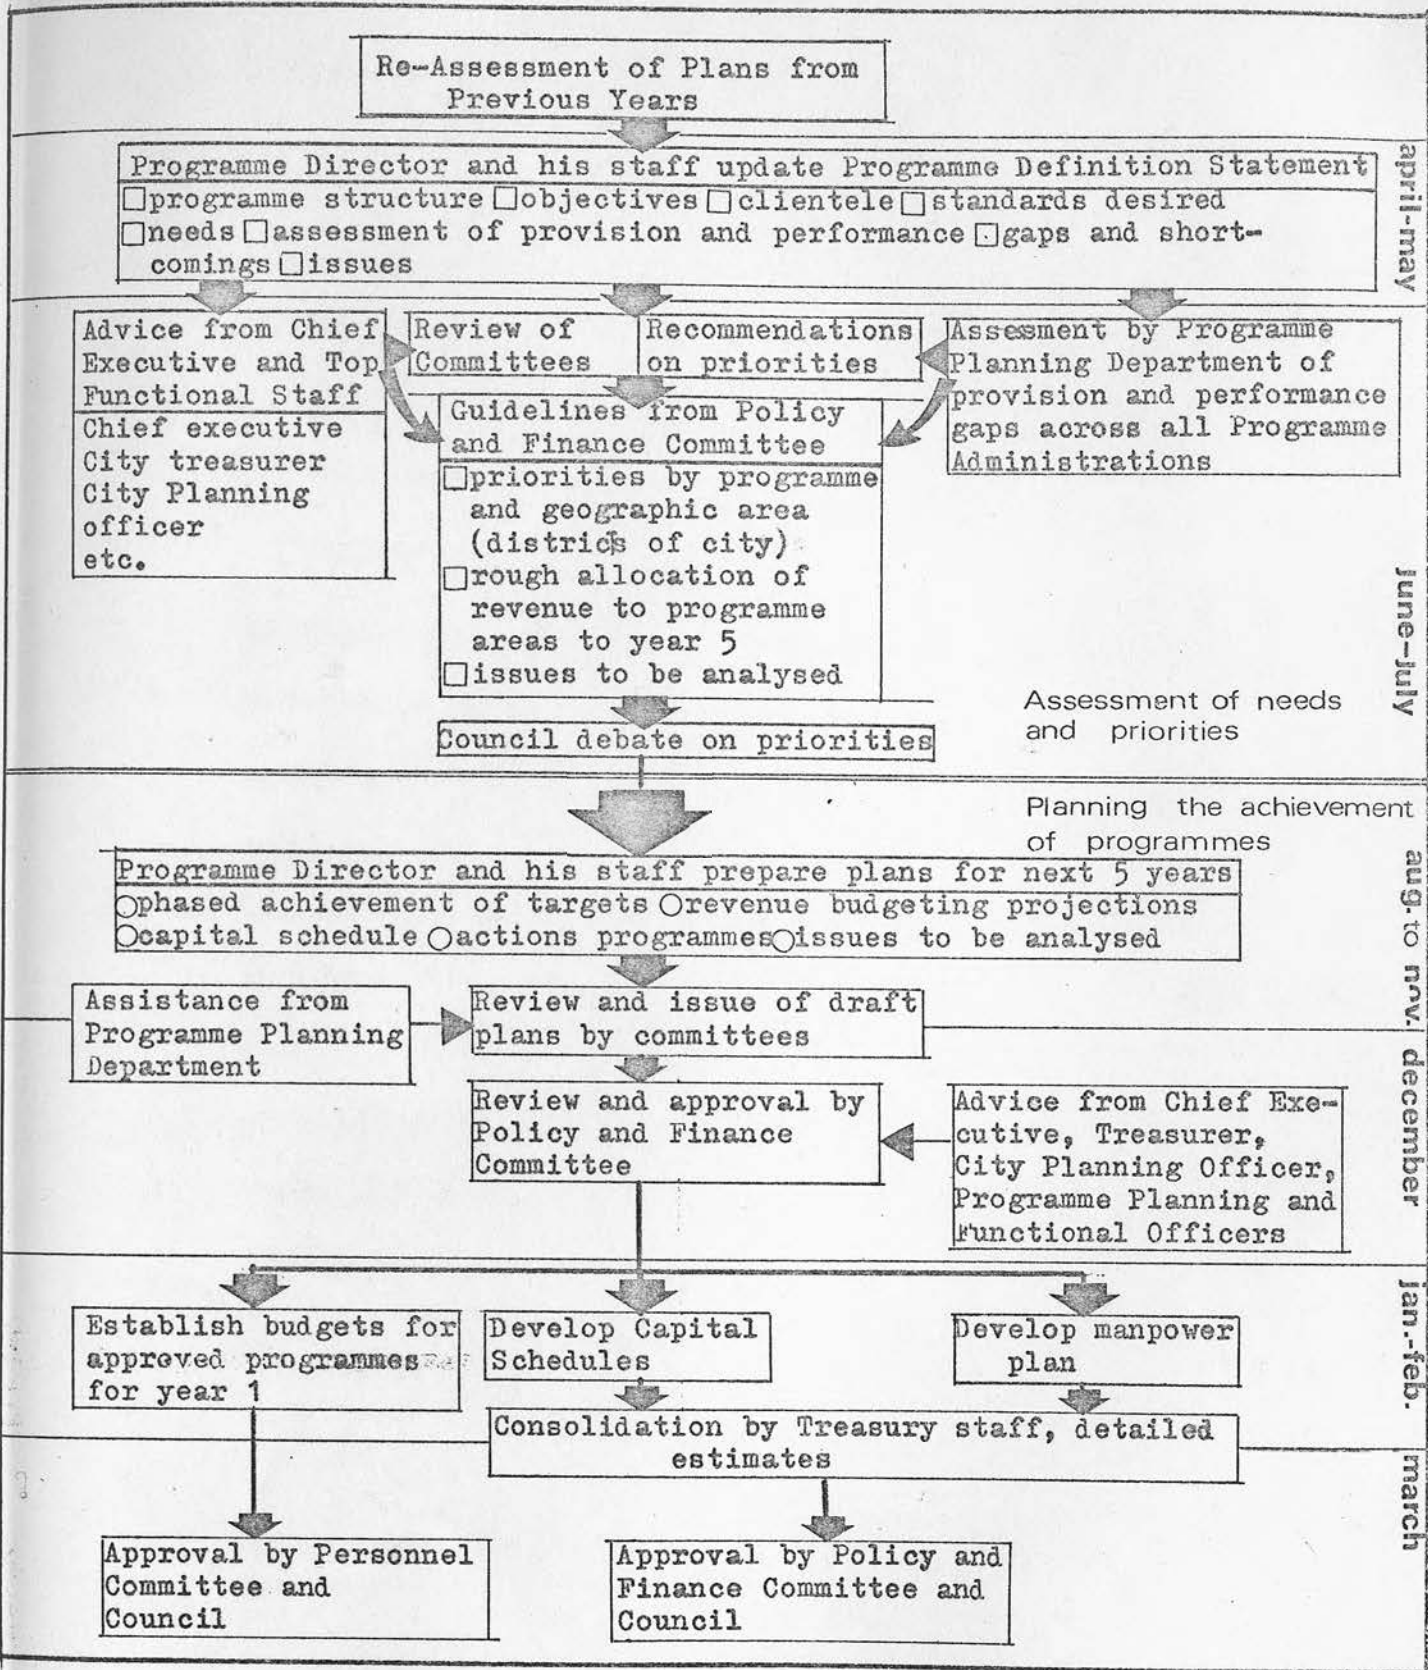 Re-Assessment of Plans from
Previous Years
Programme Director and his staff update Programme Definition Statement
□programme structure □objectives □clientele □standards desired
□needs □assessment of provision and performance □gaps and short-
comings □issues
april-may
Advice from Chief
Executive and Top
Functional Staff
Chief executive
City treasurer
City Planning
officer
etc.
Review of
Committees
Recommendations
on priorities
Assessment by Programme
Planning Department of
provision and performance
gaps across all Programme
Administrations
Guidelines from Policy
and Finance Committee
□priorities by programme
and geographic area
(districts of city)
□rough allocation of
revenue to programme
areas to year 5
□issues to be analysed
june-july
Council debate on priorities
Assessment of needs
and priorities
Planning the achievement
of programmes
Programme Director and his staff prepare plans for next 5 years
○phased achievement of targets ○revenue budgeting projections
○capital schedule ○actions programmes○issues to be analysed
aug.to nov.
Assistance from
Programme Planning
Department
Review and issue of draft
plans by committees
Review and approval by
Policy and Finance
Committee
Advice from Chief Exe-
cutive, Treasurer,
City Planning Officer,
Programme Planning and
Functional Officers
december
Establish budgets for
approved programmes
for year 1
Develop Capital
Schedules
Develop manpower
plan
jan.-feb.
Consolidation by Treasury staff, detailed
estimates
march
Approval by Personnel
Committee and
Council
Approval by Policy and
Finance Committee and
Council